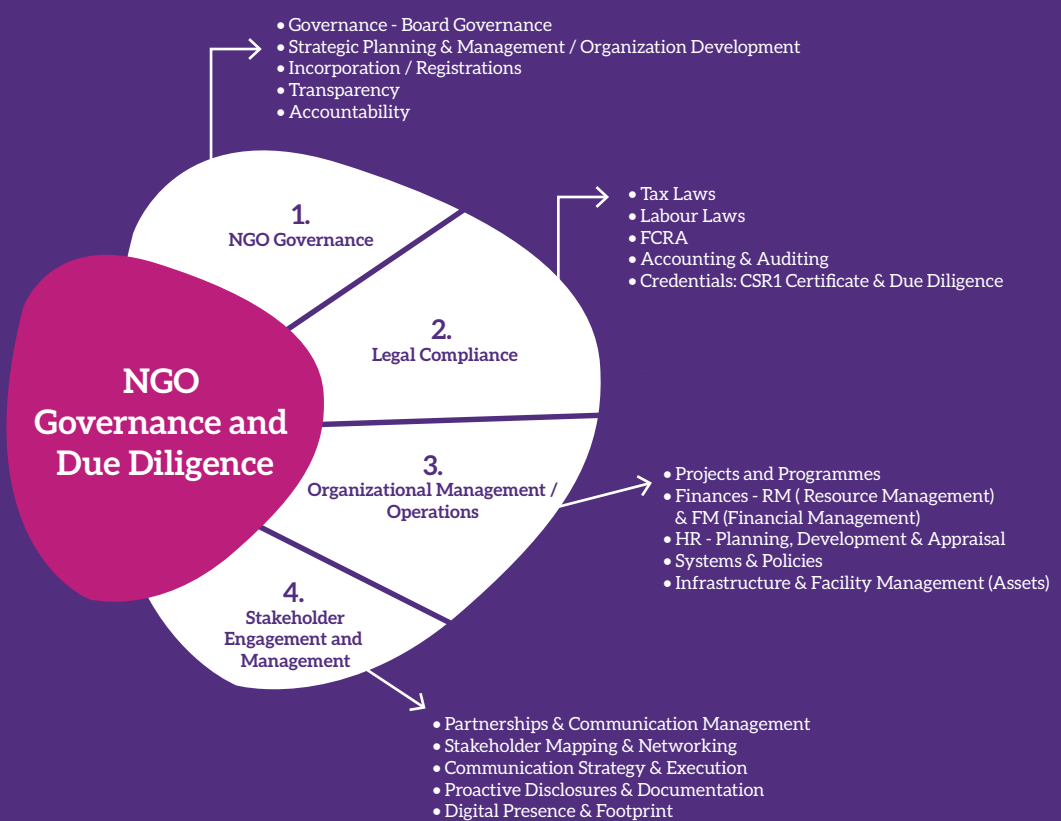 • Governance - Board Governance
• Strategic Planning & Management / Organization Development
• Incorporation / Registrations
• Transparency
• Accountability
1.
NGO Governance
• Tax Laws
• Labour Laws
• FCRA
• Accounting & Auditing
• Credentials: CSR1 Certificate & Due Diligence
2.
Legal Compliance
NGO
Governance and
Due Diligence
3.
Organizational Management /
Operations
• Projects and Programmes
• Finances - RM ( Resource Management)
& FM (Financial Management)
• HR - Planning, Development & Appraisal
• Systems & Policies
• Infrastructure & Facility Management (Assets)
4.
Stakeholder
Engagement and
Management
• Partnerships & Communication Management
• Stakeholder Mapping & Networking
• Communication Strategy & Execution
• Proactive Disclosures & Documentation
• Digital Presence & Footprint